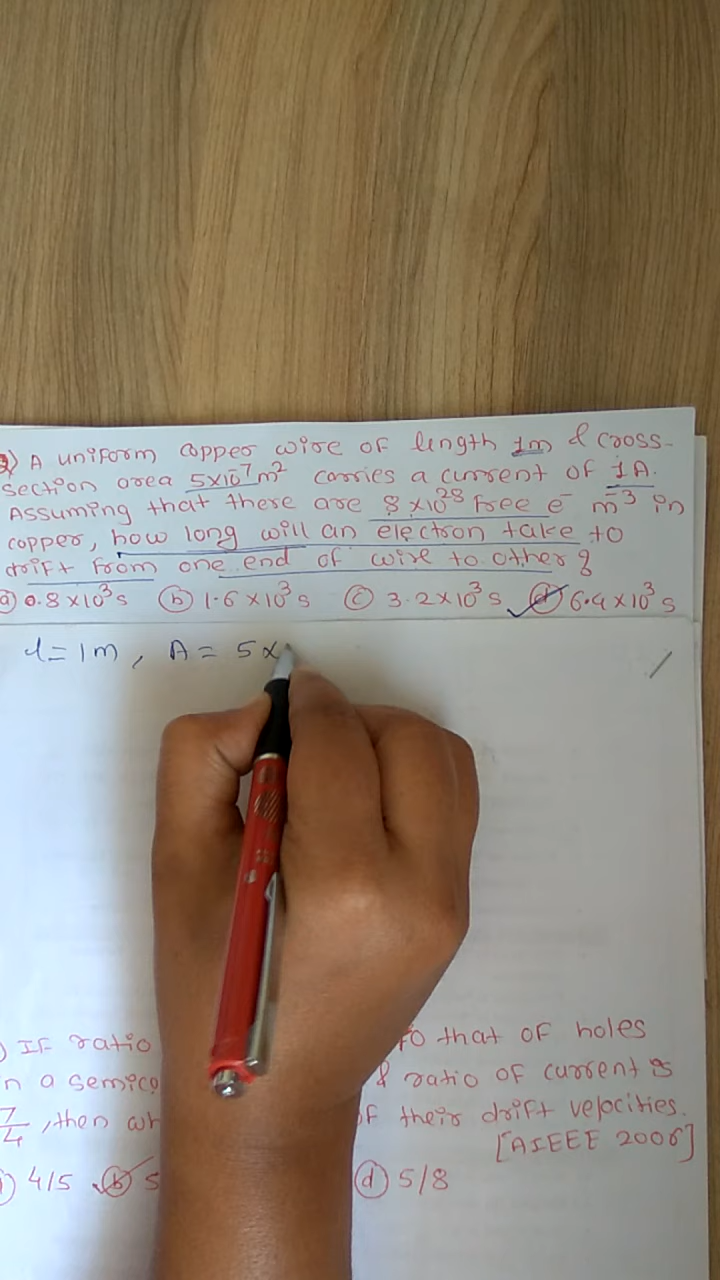 A uniform copper wire of length 1m & cross-
section area 5×10⁻⁷m² carries a current of 1A.
Assuming that there are 8×10²⁸ free e⁻ m⁻³ in
copper, how long will an electron take to
drift from one end of wire to other?
a) 0.8×10³s (b) 1.6×10³s (c) 3.2×10³s (d) 6.4×10³s
l=1m, A = 5×
) If ratio to that of holes
n a semico & ratio of current is
7/4, then wh of their drift velocities.
[AIEEE 2006]
) 4/5 (b) 5 (d) 5/8